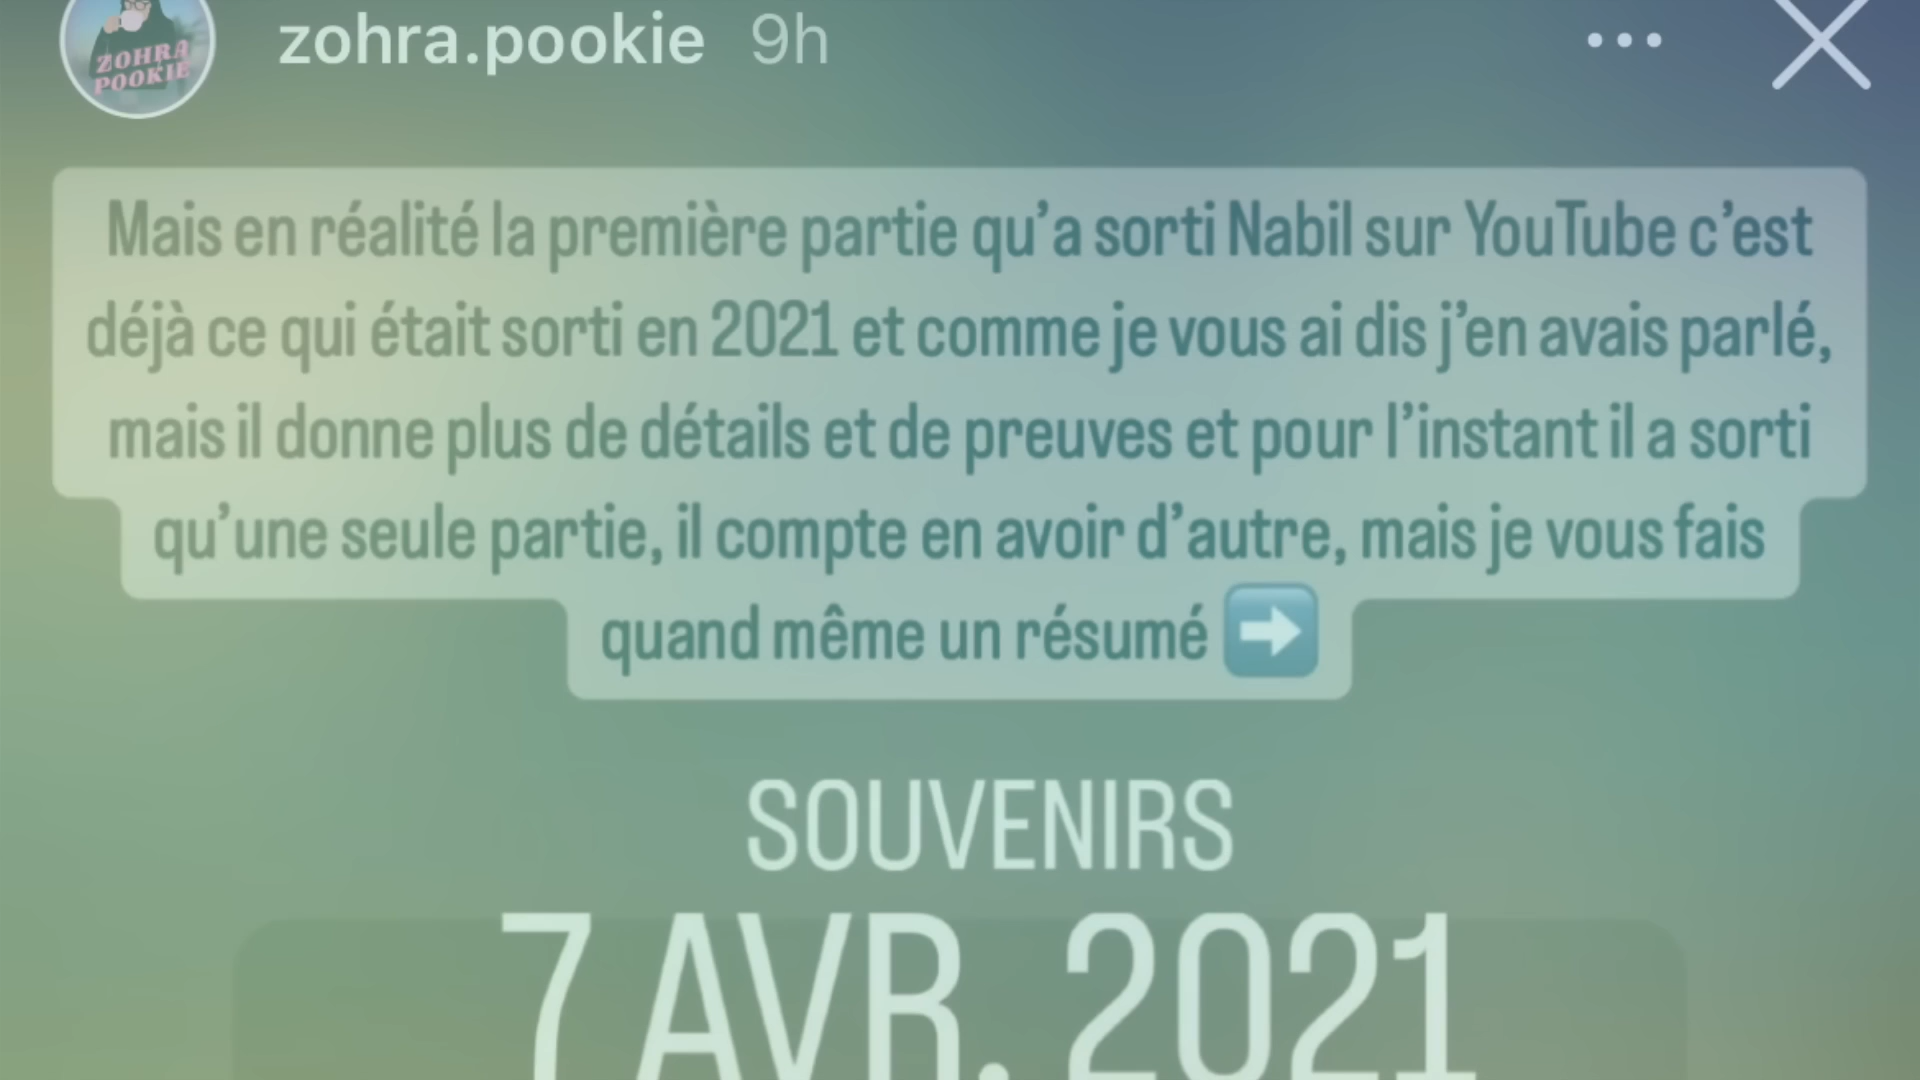 ZOHRA
POOKIE
zohra.pookie 9h
Mais en réalité la première partie qu’a sorti Nabil sur YouTube c’est
déjà ce qui était sorti en 2021 et comme je vous ai dis j’en avais parlé,
mais il donne plus de détails et de preuves et pour l’instant il a sorti
qu’une seule partie, il compte en avoir d’autre, mais je vous fais
quand même un résumé ➡️
SOUVENIRS
7 AVR. 2021